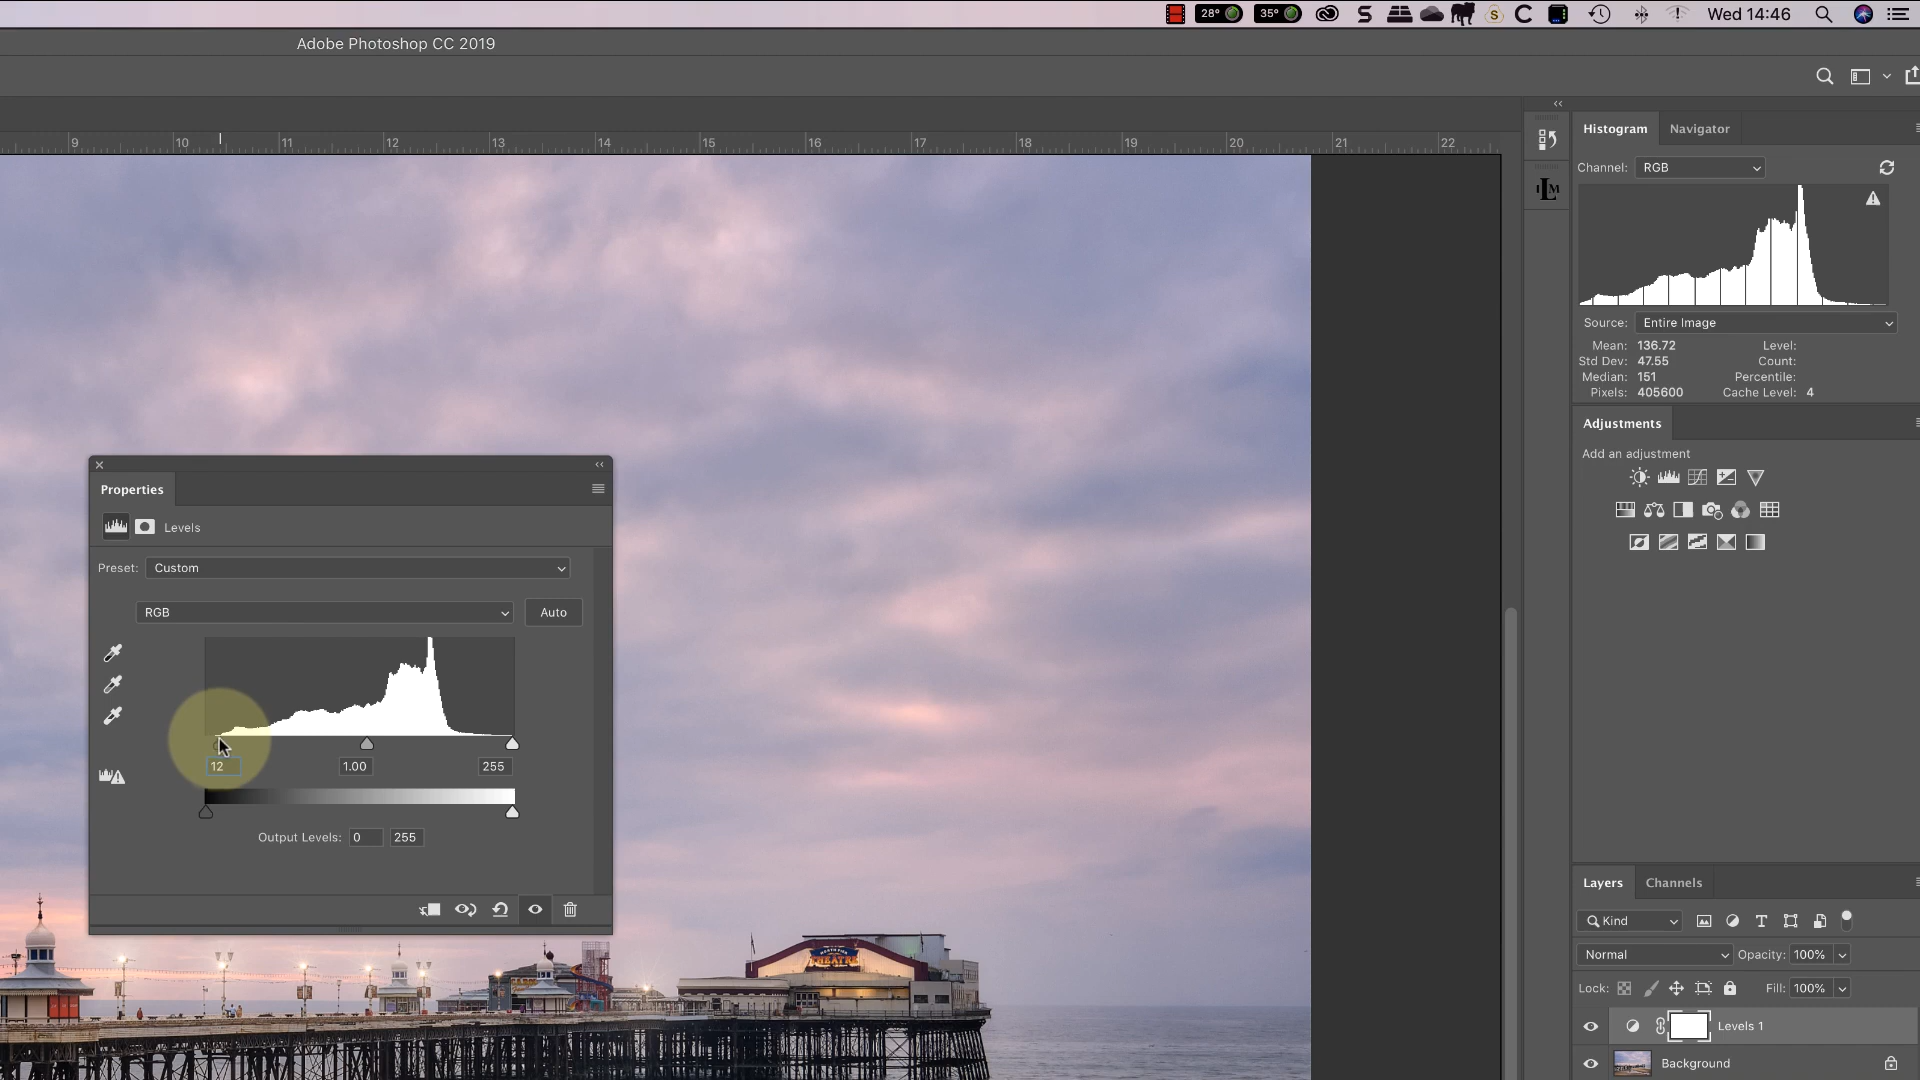 28° 35° S S C Wed 14:46
Adobe Photoshop CC 2019
9 10 11 12 13 14 15 16 17 18 19 20 21 22
Histogram Navigator
Channel: RGB
LM
Source: Entire Image
Mean: 136.72 Level:
Std Dev: 47.55 Count:
Median: 151 Percentile:
Pixels: 405600 Cache Level: 4
Adjustments
Add an adjustment
Properties
Levels
Preset: Custom
RGB Auto
12 1.00 255
Output Levels: 0 255
THEATRE
Layers Channels
Kind
Normal Opacity: 100%
Lock: Fill: 100%
Levels 1
Background